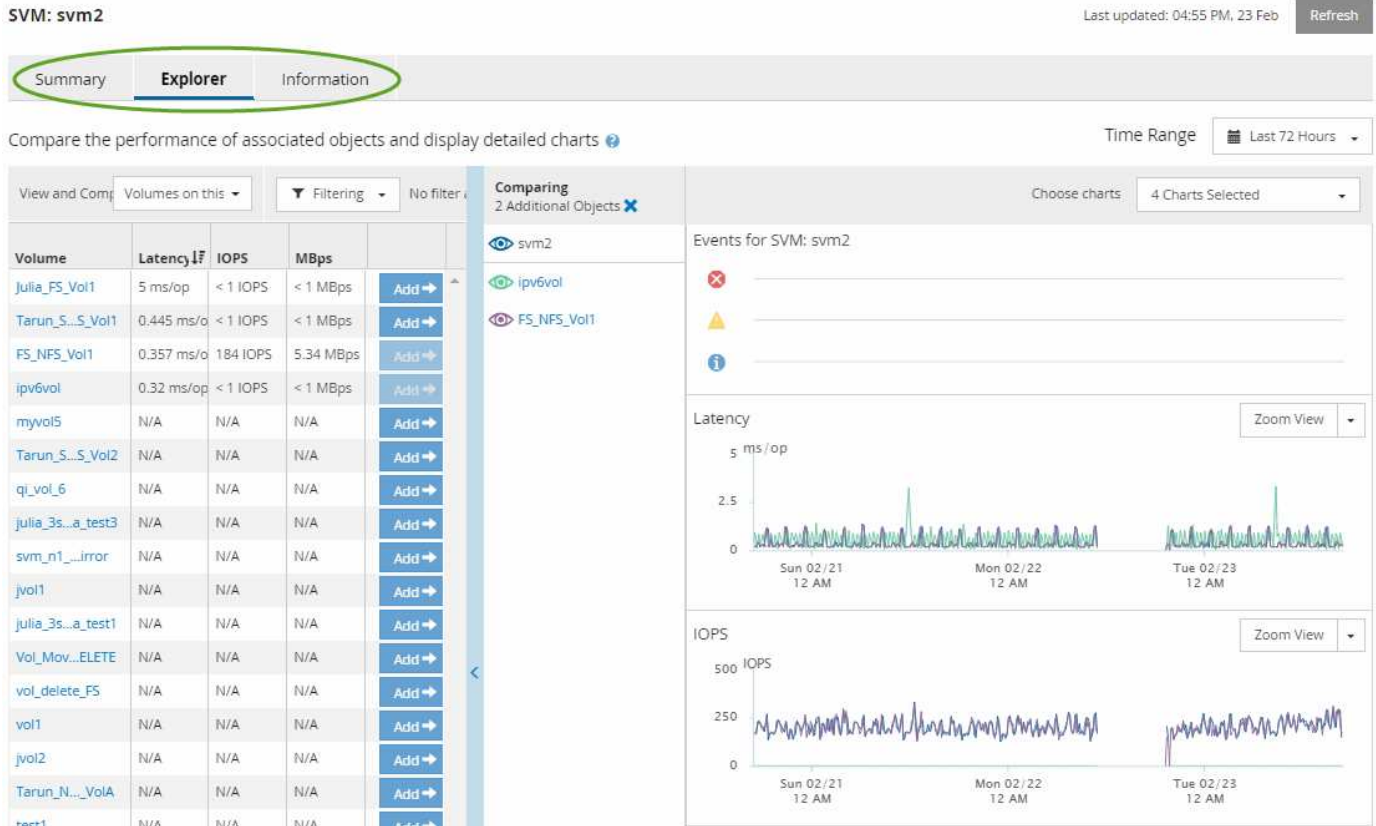 SVM: svm2
Last updated: 04:55 PM, 23 Feb
Refresh
Summary
Explorer
Information
Compare the performance of associated objects and display detailed charts
Time Range
Last 72 Hours
View and Comp
Volumes on this
Filtering
No filter
Volume Latency IOPS MBps
Julia_FS_Vol1 5 ms/op < 1 IOPS < 1 MBps Add
Tarun_S...S_Vol1 0.445 ms/o < 1 IOPS < 1 MBps Add
FS_NFS_Vol1 0.357 ms/o 184 IOPS 5.34 MBps Add
ipv6vol 0.32 ms/op < 1 IOPS < 1 MBps Add
myvol5 N/A N/A N/A Add
Tarun_S...S_Vol2 N/A N/A N/A Add
qi_vol_6 N/A N/A N/A Add
julia_3s...a_test3 N/A N/A N/A Add
svm_n1_...irror N/A N/A N/A Add
jvol1 N/A N/A N/A Add
julia_3s...a_test1 N/A N/A N/A Add
Vol_Mov...ELETE N/A N/A N/A Add
vol_delete_FS N/A N/A N/A Add
vol1 N/A N/A N/A Add
jvol2 N/A N/A N/A Add
Tarun_N..._VolA N/A N/A N/A Add
test1 N/A N/A N/A Add
Comparing
2 Additional Objects
svm2
ipv6vol
FS_NFS_Vol1
Choose charts
4 Charts Selected
Events for SVM: svm2
Latency
Zoom View
5 ms/op
2.5
0
Sun 02/21 Mon 02/22 Tue 02/23
12 AM 12 AM 12 AM
IOPS
Zoom View
500 IOPS
250
0
Sun 02/21 Mon 02/22 Tue 02/23
12 AM 12 AM 12 AM